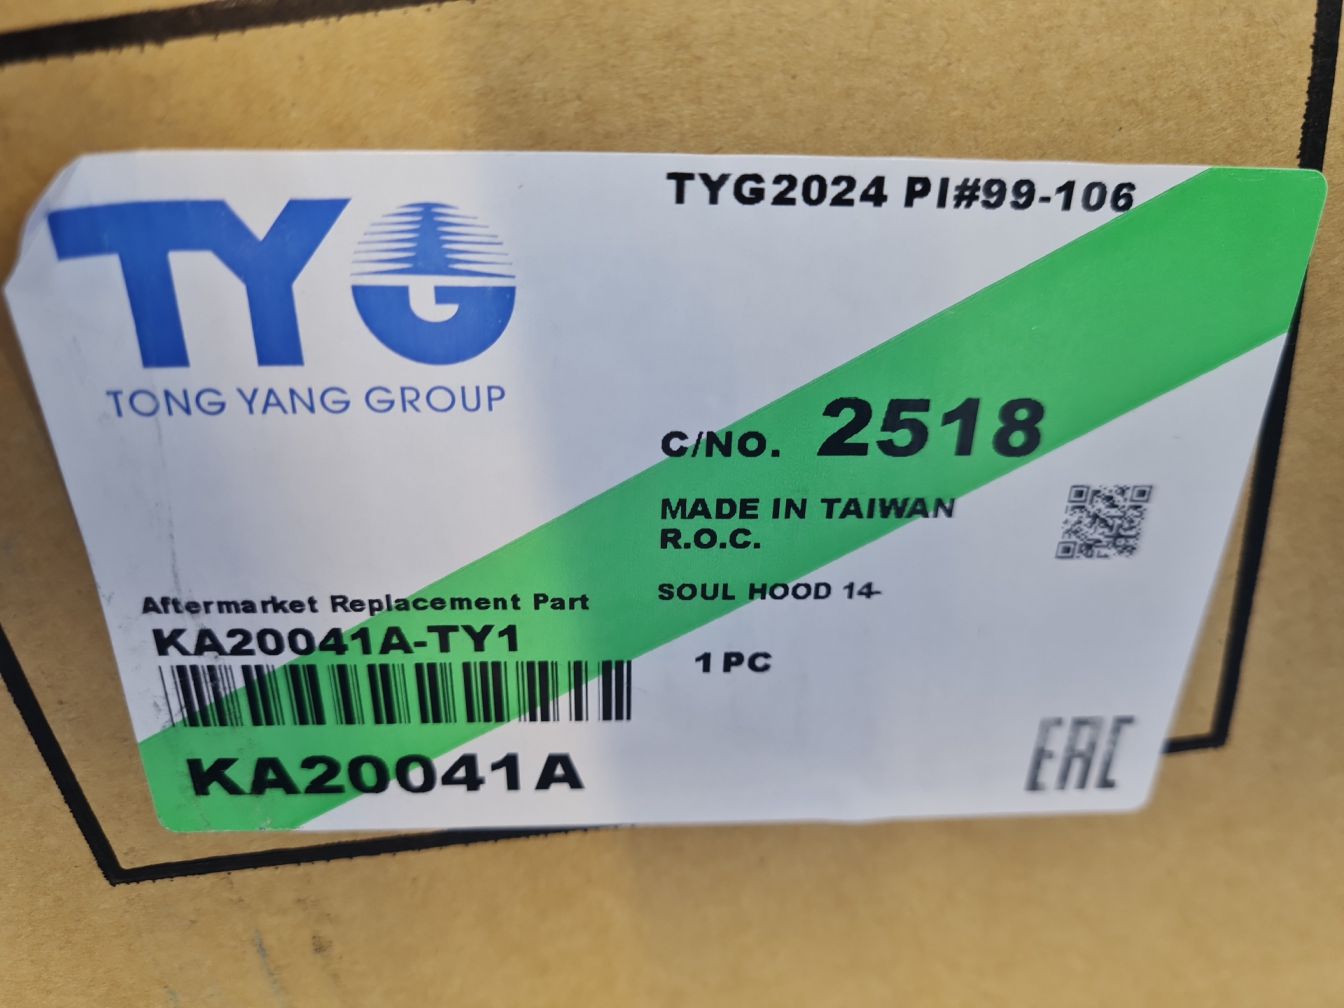 TYG
TONG YANG GROUP
TYG2024 PI#99-106
C/NO. 2518
MADE IN TAIWAN
R.O.C.
SOUL HOOD 14-
1 PC
Aftermarket Replacement Part
KA20041A-TY1
KA20041A
EAC